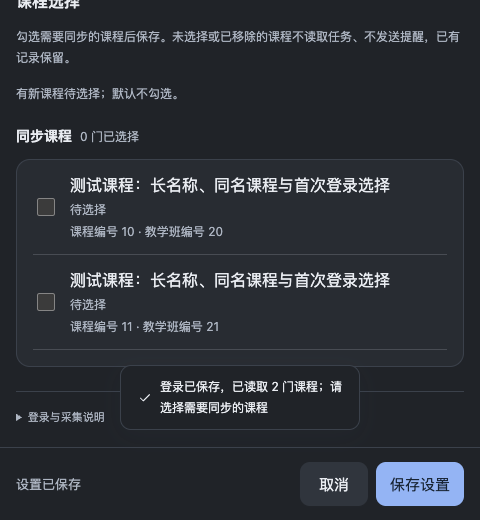 课程选择
勾选需要同步的课程后保存。未选择或已移除的课程不读取任务、不发送提醒，已有
记录保留。
有新课程待选择；默认不勾选。
同步课程 0 门已选择
测试课程：长名称、同名课程与首次登录选择
待选择
课程编号 10 · 教学班编号 20
测试课程：长名称、同名课程与首次登录选择
待选择
课程编号 11 · 教学班编号 21
登录已保存，已读取 2 门课程；请
选择需要同步的课程
登录与采集说明
设置已保存
取消
保存设置